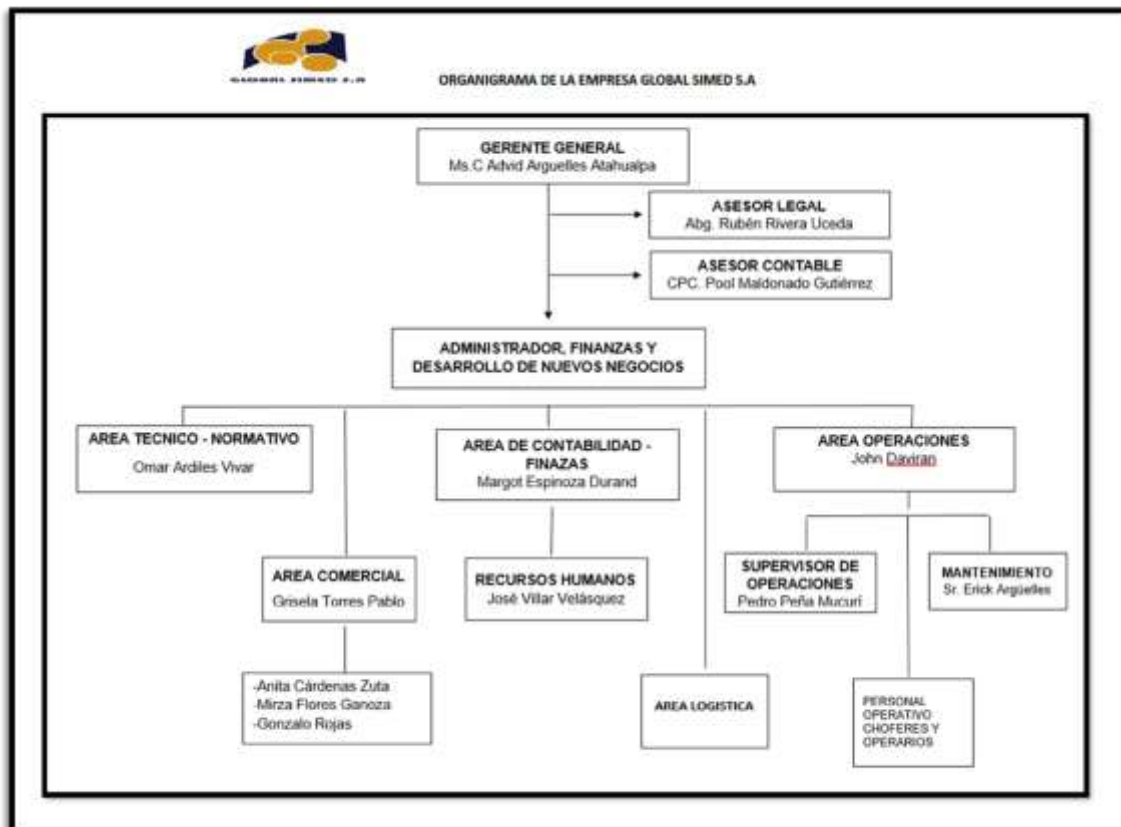 GLOBAL SIMED S.A
ORGANIGRAMA DE LA EMPRESA GLOBAL SIMED S.A
GERENTE GENERAL
Ms.C Advid Arguelles Atahualpa
ASESOR LEGAL
Abg. Rubén Rivera Uceda
ASESOR CONTABLE
CPC. Pool Maldonado Gutiérrez
ADMINISTRADOR, FINANZAS Y
DESARROLLO DE NUEVOS NEGOCIOS
AREA TECNICO - NORMATIVO
Omar Ardiles Vivar
AREA DE CONTABILIDAD -
FINAZAS
Margot Espinoza Durand
AREA OPERACIONES
John Daviran
AREA COMERCIAL
Grisela Torres Pablo
RECURSOS HUMANOS
José Villar Velásquez
SUPERVISOR DE
OPERACIONES
Pedro Peña Mucurí
MANTENIMIENTO
Sr. Erick Argüelles
-Anita Cárdenas Zuta
-Mirza Flores Ganoza
-Gonzalo Rojas
AREA LOGISTICA
PERSONAL
OPERATIVO
CHOFERES Y
OPERARIOS